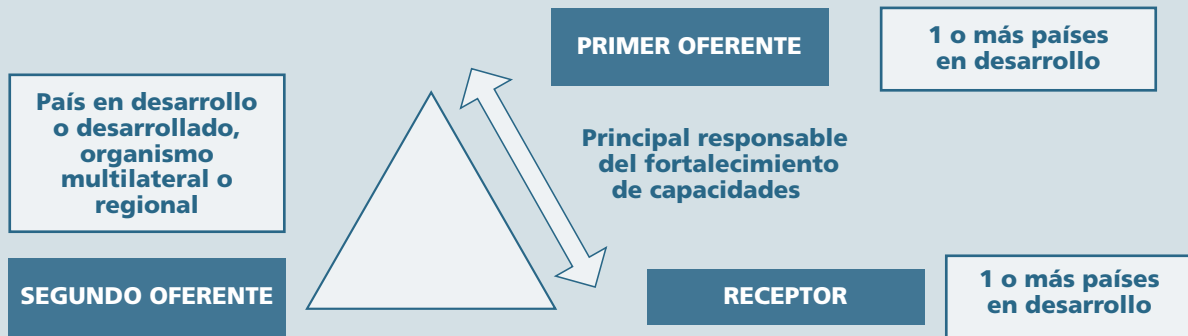 PRIMER OFERENTE
1 o más países
en desarrollo
País en desarrollo
o desarrollado,
organismo
multilateral o
regional
Principal responsable
del fortalecimiento
de capacidades
SEGUNDO OFERENTE
RECEPTOR
1 o más países
en desarrollo